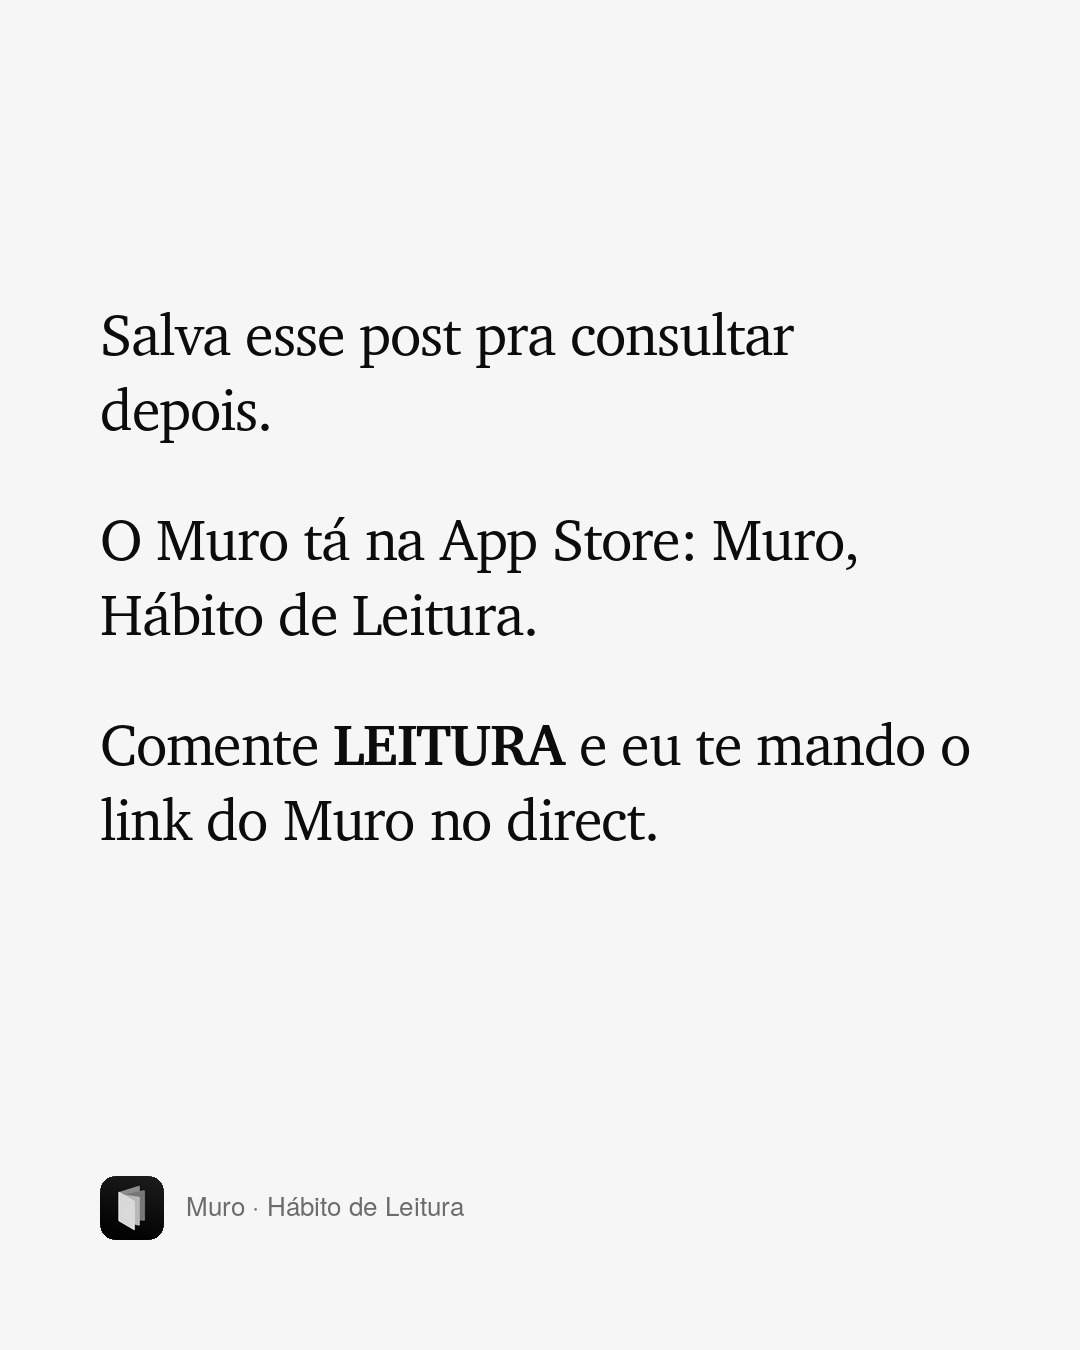 Salva esse post pra consultar
depois.
O Muro tá na App Store: Muro,
Hábito de Leitura.
Comente LEITURA e eu te mando o
link do Muro no direct.
Muro · Hábito de Leitura